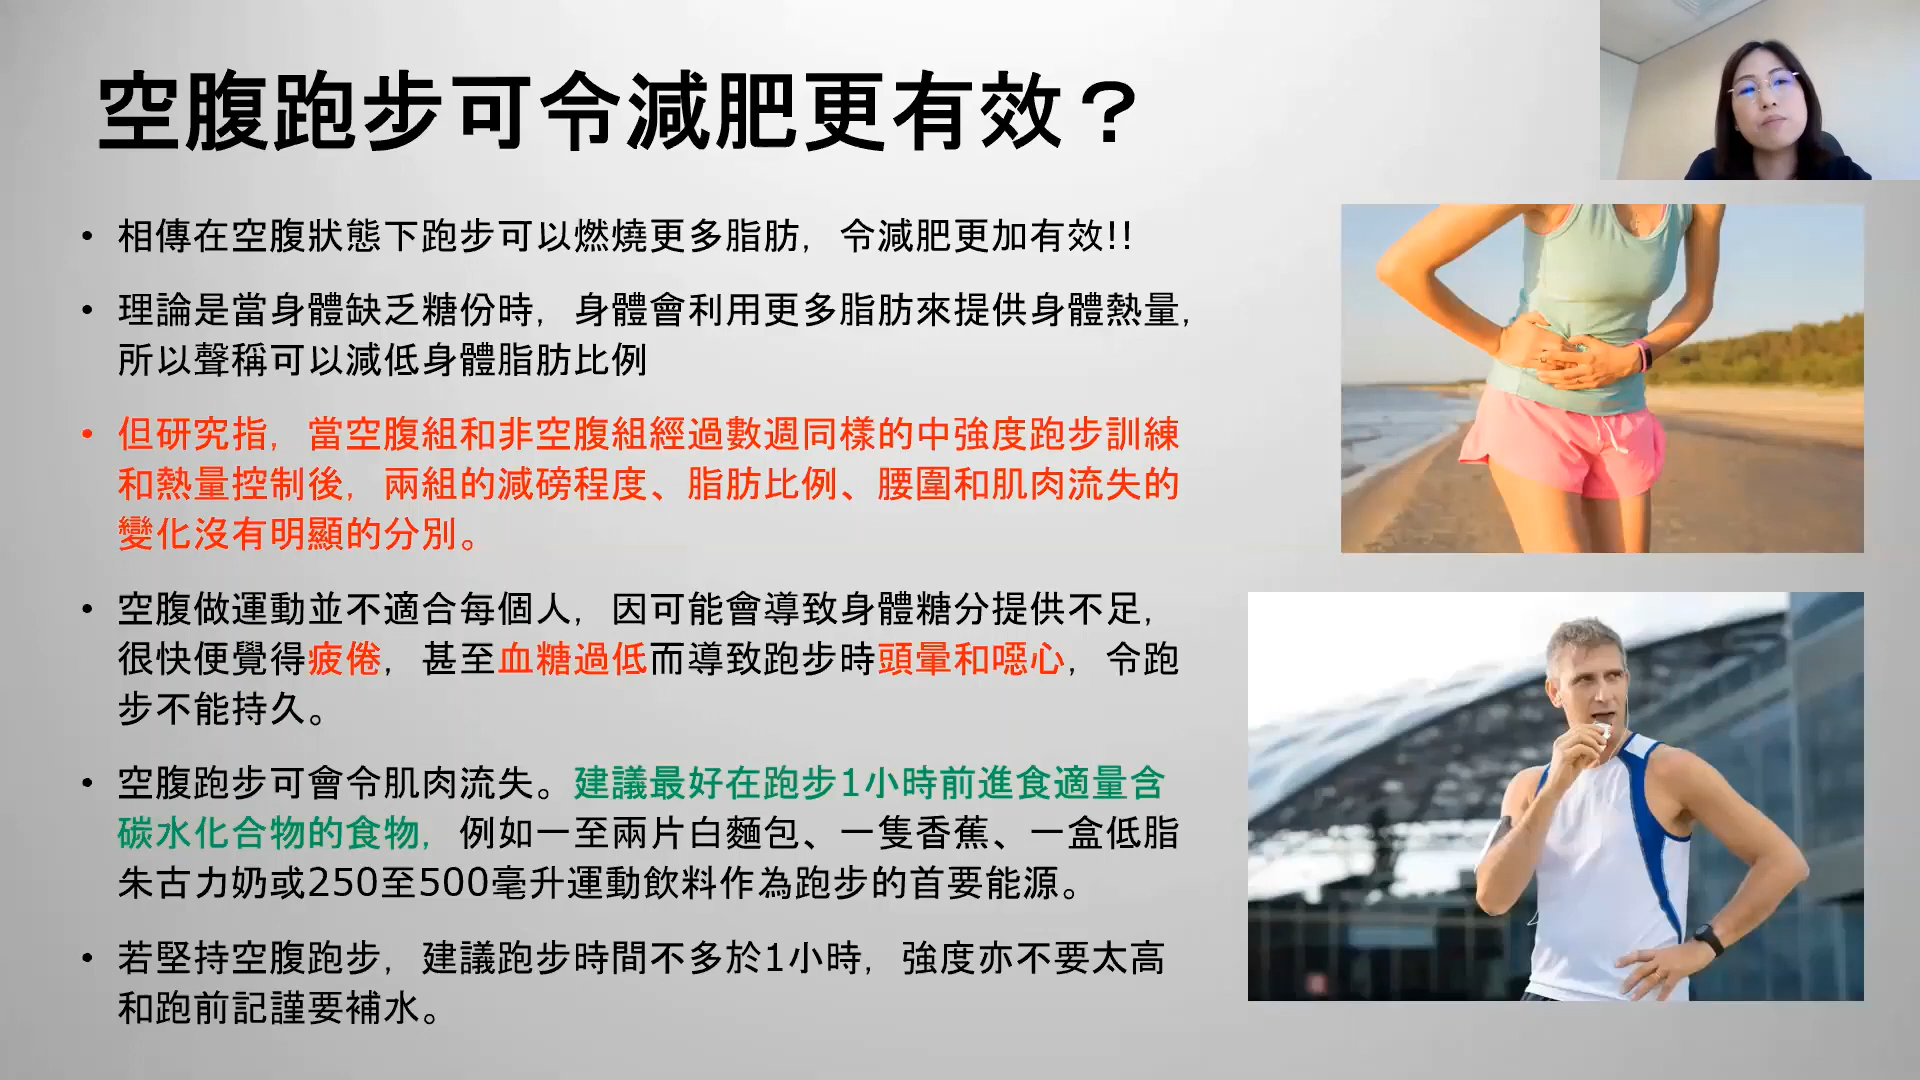 空腹跑步可令減肥更有效？
• 相傳在空腹狀態下跑步可以燃燒更多脂肪，令減肥更加有效!!
• 理論是當身體缺乏糖份時，身體會利用更多脂肪來提供身體熱量，
所以聲稱可以減低身體脂肪比例
• 但研究指，當空腹組和非空腹組經過數週同樣的中強度跑步訓練
和熱量控制後，兩組的減磅程度、脂肪比例、腰圍和肌肉流失的
變化沒有明顯的分別。
• 空腹做運動並不適合每個人，因可能會導致身體糖分提供不足，
很快便覺得疲倦，甚至血糖過低而導致跑步時頭暈和噁心，令跑
步不能持久。
• 空腹跑步可會令肌肉流失。建議最好在跑步1小時前進食適量含
碳水化合物的食物，例如一至兩片白麵包、一隻香蕉、一盒低脂
朱古力奶或250至500毫升運動飲料作為跑步的首要能源。
• 若堅持空腹跑步，建議跑步時間不多於1小時，強度亦不要太高
和跑前記謹要補水。